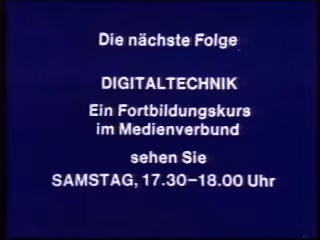 Die nächste Folge
DIGITALTECHNIK
Ein Fortbildungskurs
im Medienverbund
sehen Sie
SAMSTAG, 17.30–18.00 Uhr